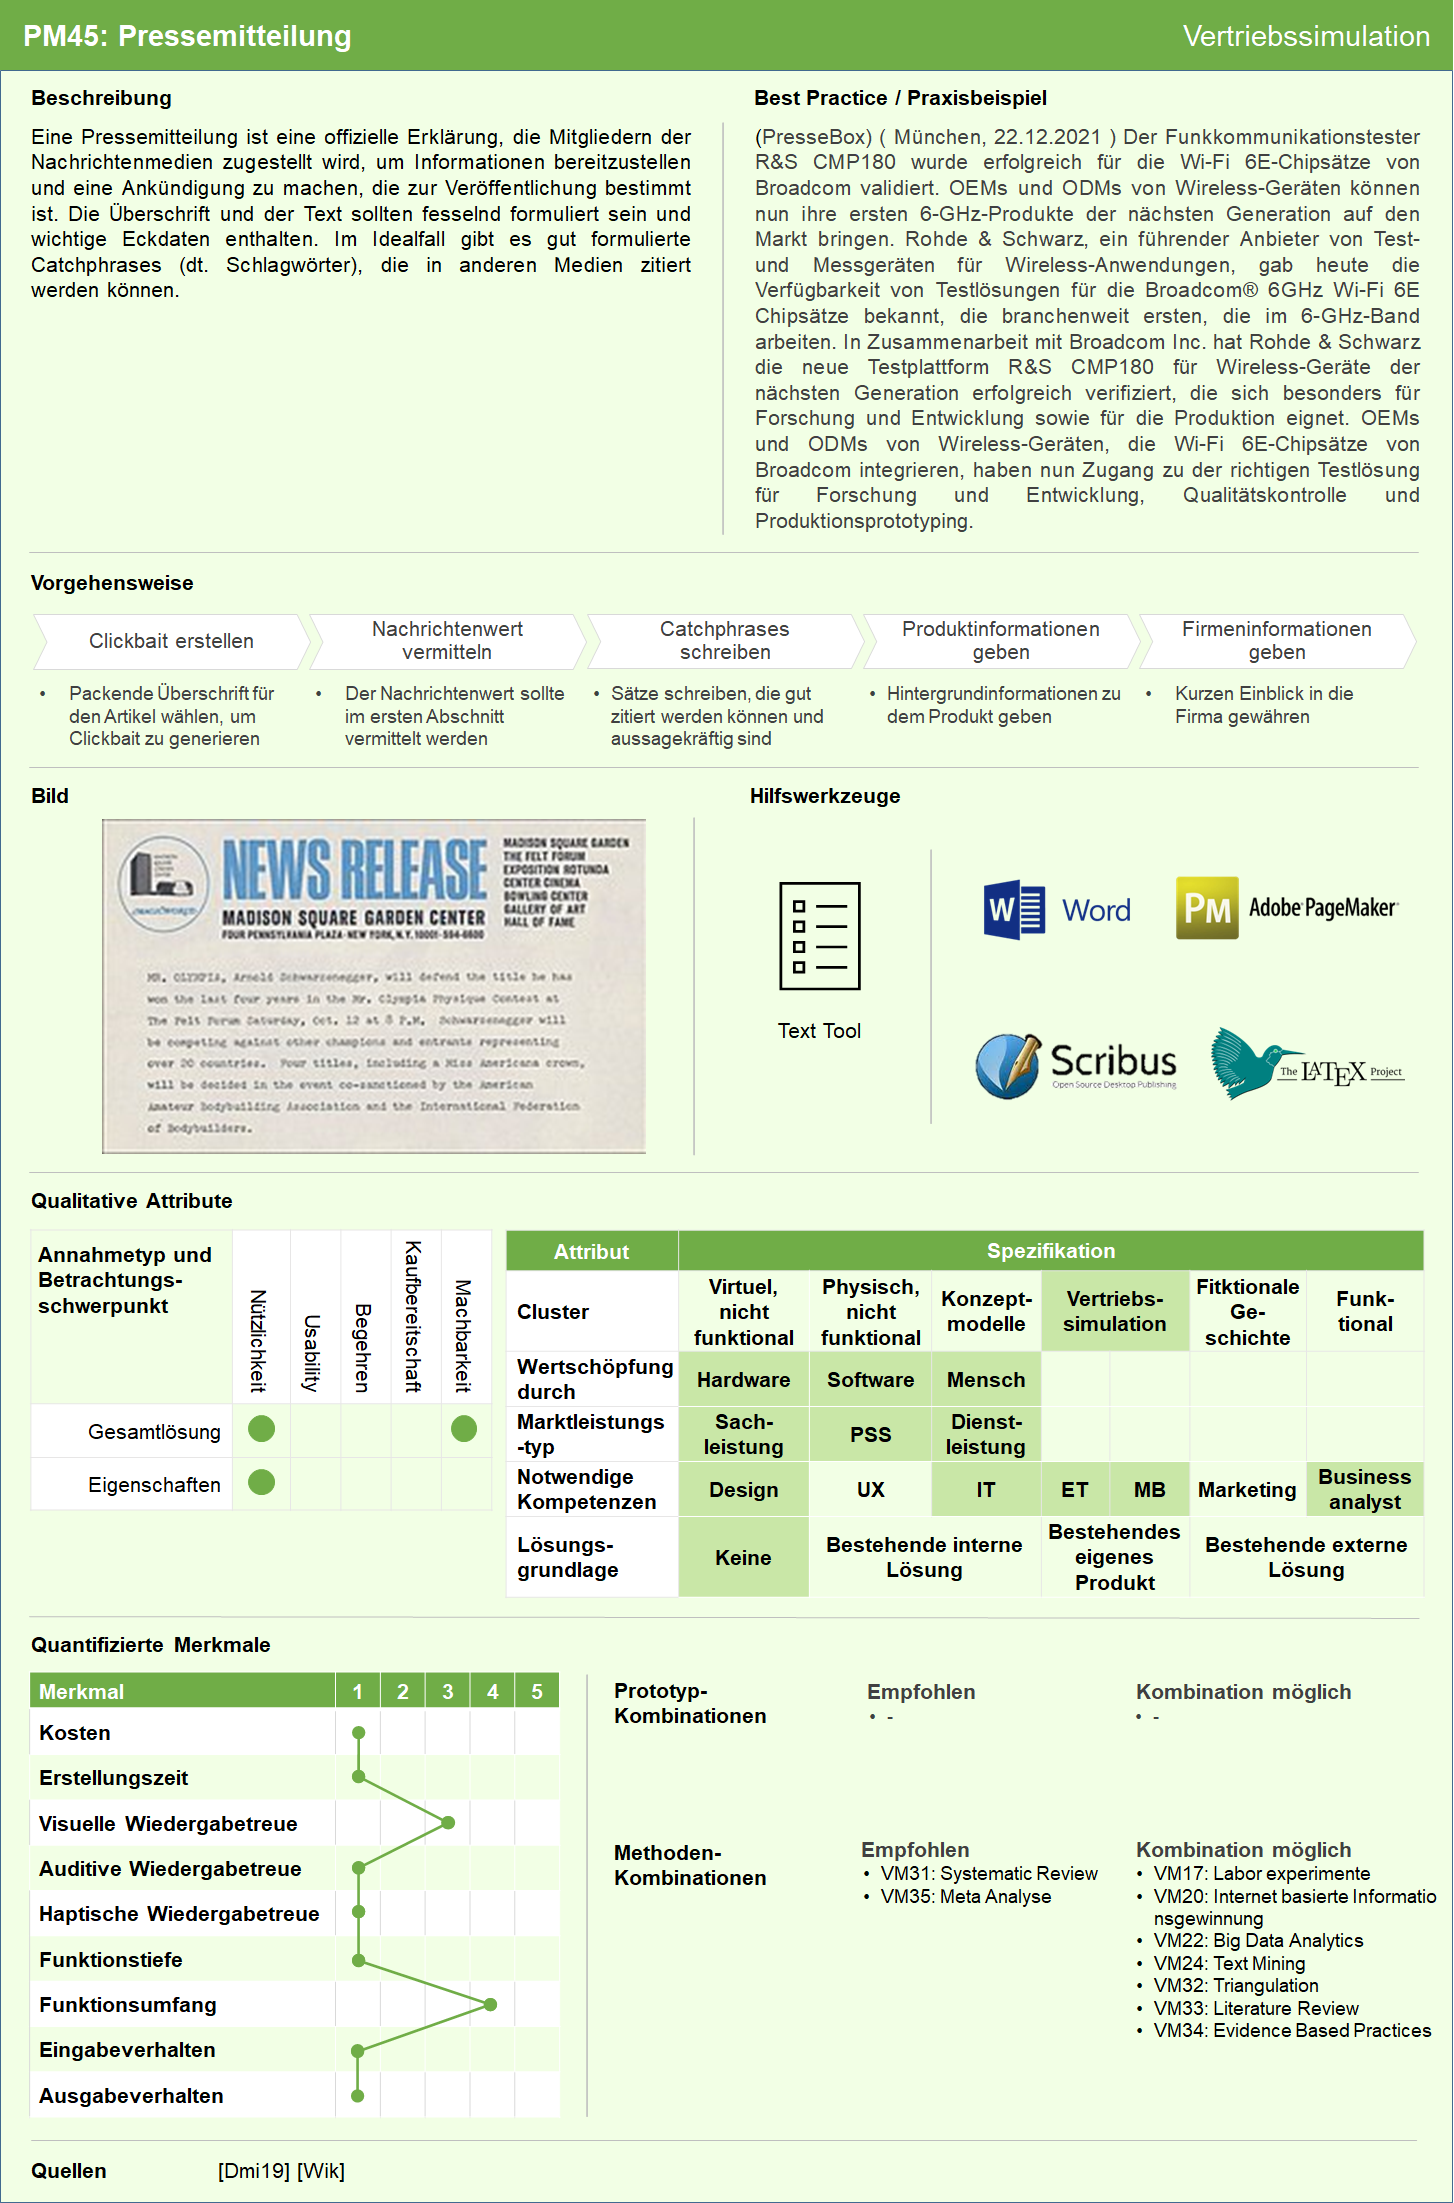 PM45: Pressemitteilung
Vertriebssimulation
Beschreibung
Eine Pressemitteilung ist eine offizielle Erklärung, die Mitgliedern der
Nachrichtenmedien zugestellt wird, um Informationen bereitzustellen
und eine Ankündigung zu machen, die zur Veröffentlichung bestimmt
ist. Die Überschrift und der Text sollten fesselnd formuliert sein und
wichtige Eckdaten enthalten. Im Idealfall gibt es gut formulierte
Catchphrases (dt. Schlagwörter), die in anderen Medien zitiert
werden können.
Best Practice / Praxisbeispiel
(PresseBox) ( München, 22.12.2021 ) Der Funkkommunikationstester
R&S CMP180 wurde erfolgreich für die Wi-Fi 6E-Chipsätze von
Broadcom validiert. OEMs und ODMs von Wireless-Geräten können
nun ihre ersten 6-GHz-Produkte der nächsten Generation auf den
Markt bringen. Rohde & Schwarz, ein führender Anbieter von Test-
und Messgeräten für Wireless-Anwendungen, gab heute die
Verfügbarkeit von Testlösungen für die Broadcom® 6GHz Wi-Fi 6E
Chipsätze bekannt, die branchenweit ersten, die im 6-GHz-Band
arbeiten. In Zusammenarbeit mit Broadcom Inc. hat Rohde & Schwarz
die neue Testplattform R&S CMP180 für Wireless-Geräte der
nächsten Generation erfolgreich verifiziert, die sich besonders für
Forschung und Entwicklung sowie für die Produktion eignet. OEMs
und ODMs von Wireless-Geräten, die Wi-Fi 6E-Chipsätze von
Broadcom integrieren, haben nun Zugang zu der richtigen Testlösung
für Forschung und Entwicklung, Qualitätskontrolle und
Produktionsprototyping.
Vorgehensweise
Clickbait erstellen
Nachrichtenwert
vermitteln
Catchphrases
schreiben
Produktinformationen
geben
Firmeninformationen
geben
• Packende Überschrift für
den Artikel wählen, um
Clickbait zu generieren
• Der Nachrichtenwert sollte
im ersten Abschnitt
vermittelt werden
• Sätze schreiben, die gut
zitiert werden können und
aussagekräftig sind
• Hintergrundinformationen zu
dem Produkt geben
• Kurzen Einblick in die
Firma gewähren
Bild
NEWS RELEASE
MADISON SQUARE GARDEN CENTER
FOUR PENNSYLVANIA PLAZA • NEW YORK, N.Y. 10001 • 594-6600
MADISON SQUARE GARDEN
THE FELT FORUM
EXPOSITION ROTUNDA
CENTER CINEMA
BOWLING CENTER
GALLERY OF ART
HALL OF FAME
MR. OLYMPIA, Arnold Schwarzenegger, will defend the title he has
won the last four years in the Mr. Olympia Physique Contest at
The Felt Forum Saturday, Oct. 12 at 8 P.M. Schwarzenegger will
be competing against other champions and entrants representing
over 20 countries. Four titles, including a Miss Americana crown,
will be decided in the event co-sanctioned by the American
Amateur Bodybuilding Association and the International Federation
of Bodybuilders.
Hilfswerkzeuge
Text Tool
W Word
PM Adobe® PageMaker®
Scribus
Open Source Desktop Publishing
The LATEX Project
Qualitative Attribute
Annahmetyp und
Betrachtungs-
schwerpunkt
Nützlichkeit
Usability
Begehren
Kaufbereitschaft
Machbarkeit
Gesamtlösung
Eigenschaften
Attribut
Spezifikation
Cluster
Virtuel,
nicht
funktional
Physisch,
nicht
funktional
Konzept-
modelle
Vertriebs-
simulation
Fitktionale
Ge-
schichte
Funk-
tional
Wertschöpfung
durch
Hardware
Software
Mensch
Marktleistungs
-typ
Sach-
leistung
PSS
Dienst-
leistung
Notwendige
Kompetenzen
Design
UX
IT
ET
MB
Marketing
Business
analyst
Lösungs-
grundlage
Keine
Bestehende interne
Lösung
Bestehendes
eigenes
Produkt
Bestehende externe
Lösung
Quantifizierte Merkmale
Merkmal 1 2 3 4 5
Kosten
Erstellungszeit
Visuelle Wiedergabetreue
Auditive Wiedergabetreue
Haptische Wiedergabetreue
Funktionstiefe
Funktionsumfang
Eingabeverhalten
Ausgabeverhalten
Prototyp-
Kombinationen
Empfohlen
• -
Kombination möglich
• -
Methoden-
Kombinationen
Empfohlen
• VM31: Systematic Review
• VM35: Meta Analyse
Kombination möglich
• VM17: Labor experimente
• VM20: Internet basierte Informatio
nsgewinnung
• VM22: Big Data Analytics
• VM24: Text Mining
• VM32: Triangulation
• VM33: Literature Review
• VM34: Evidence Based Practices
Quellen
[Dmi19] [Wik]